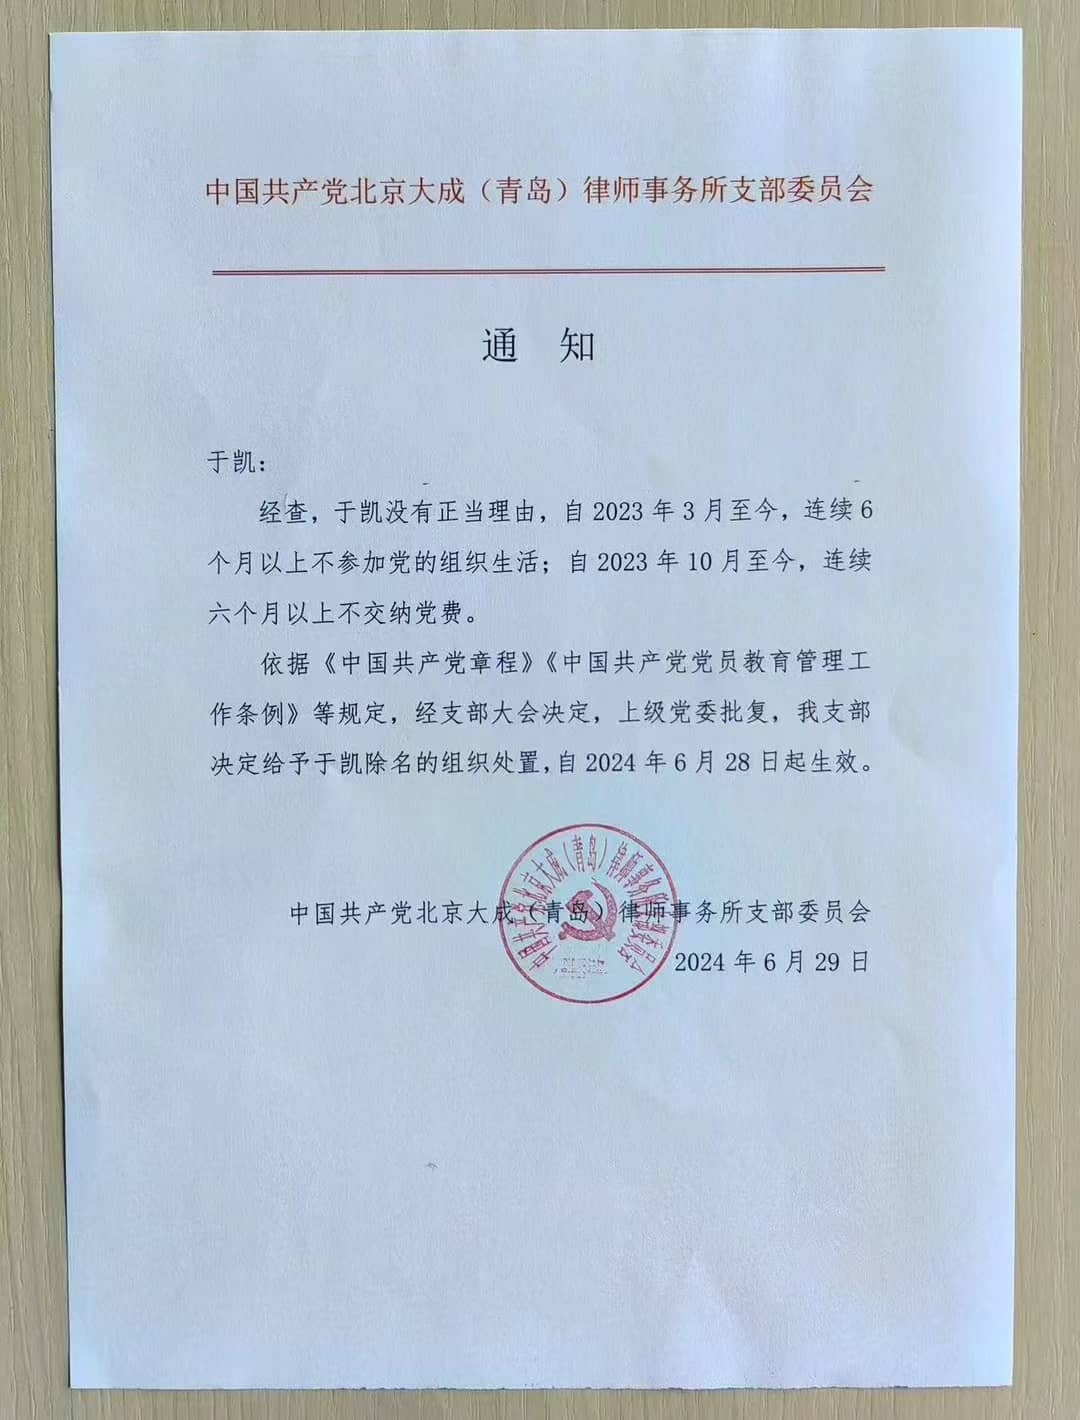 中国共产党北京大成（青岛）律师事务所支部委员会
通 知
于凯：
经查，于凯没有正当理由，自 2023 年 3 月至今，连续 6
个月以上不参加党的组织生活；自 2023 年 10 月至今，连续
六个月以上不交纳党费。
依据《中国共产党章程》《中国共产党党员教育管理工
作条例》等规定，经支部大会决定，上级党委批复，我支部
决定给予于凯除名的组织处置，自 2024 年 6 月 28 日起生效。
中国共产党北京大成（青岛）律师事务所支部委员会
2024 年 6 月 29 日
中国共产党北京大成（青岛）律师事务所支部委员会